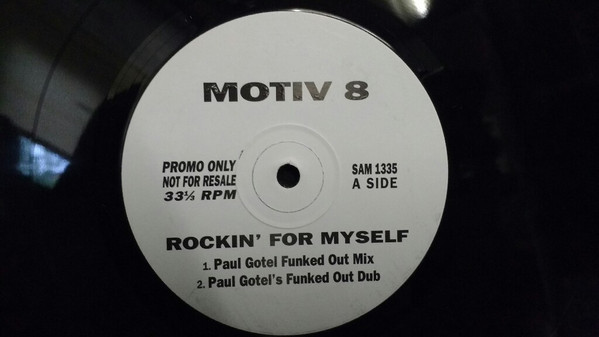 MOTIV 8
PROMO ONLY
NOT FOR RESALE
33⅓ RPM
SAM 1335
A SIDE
ROCKIN' FOR MYSELF
1. Paul Gotel Funked Out Mix
2. Paul Gotel's Funked Out Dub